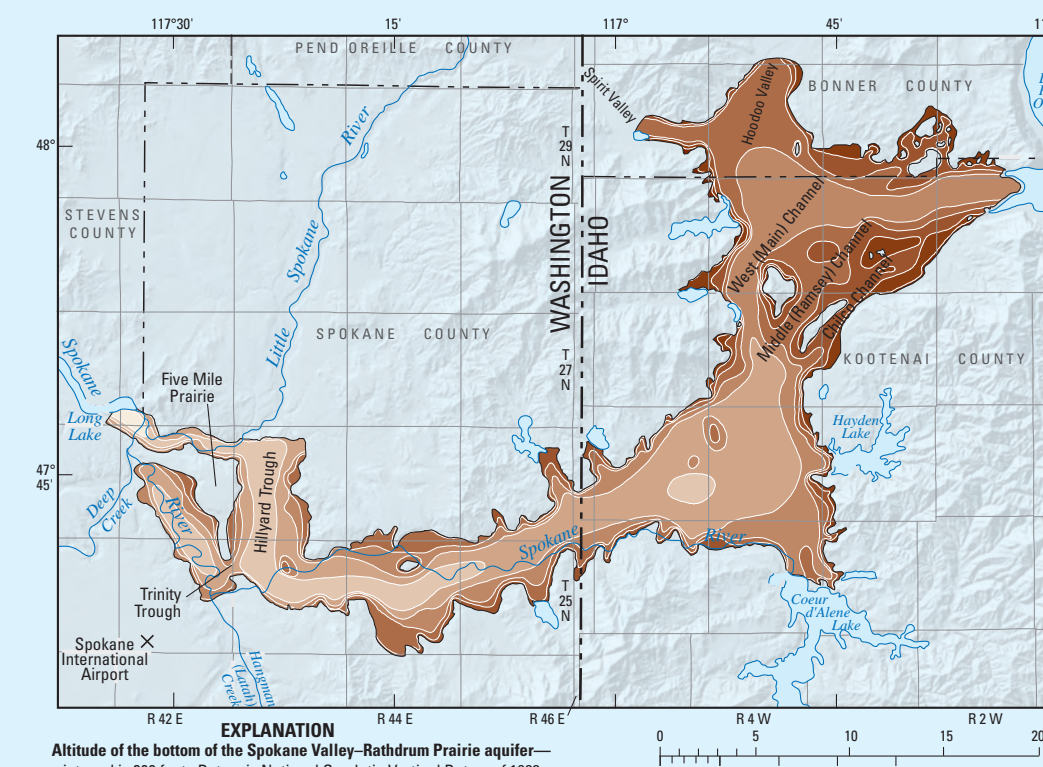 117°30'
15'
117°
45'
PEND OREILLE COUNTY
Spirit Valley
Hoodoo Valley
BONNER COUNTY
48°
T
29
N
River
Spokane
Little
STEVENS
COUNTY
WASHINGTON
IDAHO
West (Main) Channel
Middle (Ramsey) Channel
Chilco Channel
SPOKANE COUNTY
T
27
N
KOOTENAI COUNTY
Spokane
Five Mile
Prairie
Long
Lake
Hayden
Lake
47°
45'
Deep
Creek
River
Hillyard Trough
Spokane
River
Trinity
Trough
T
25
N
Coeur
d'Alene
Lake
Spokane
International
Airport
Hangman
(Latah)
Creek
R 42 E
R 44 E
R 46 E
R 4 W
R 2 W
EXPLANATION
0 5 10 15 20
Altitude of the bottom of the Spokane Valley–Rathdrum Prairie aquifer—